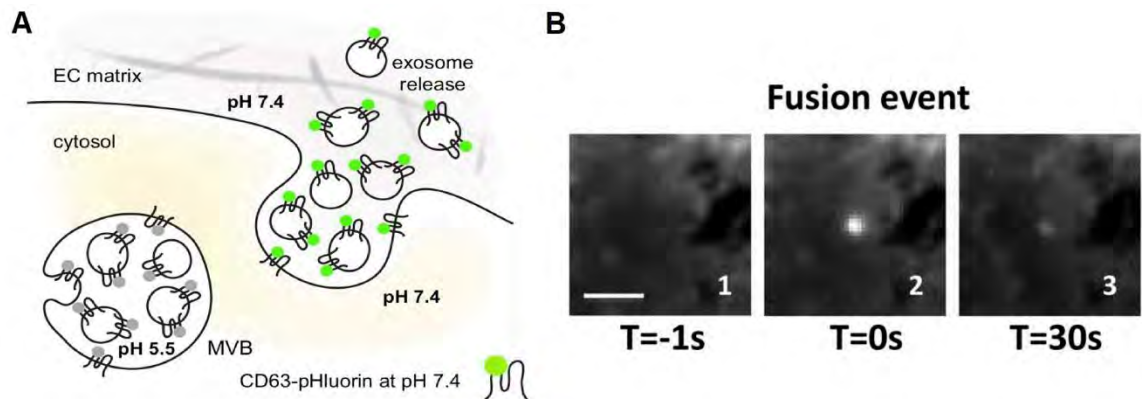 A
EC matrix
exosome
release
pH 7.4
cytosol
pH 7.4
pH 5.5
MVB
CD63-pHluorin at pH 7.4
B
Fusion event
1
2
3
T=-1s
T=0s
T=30s